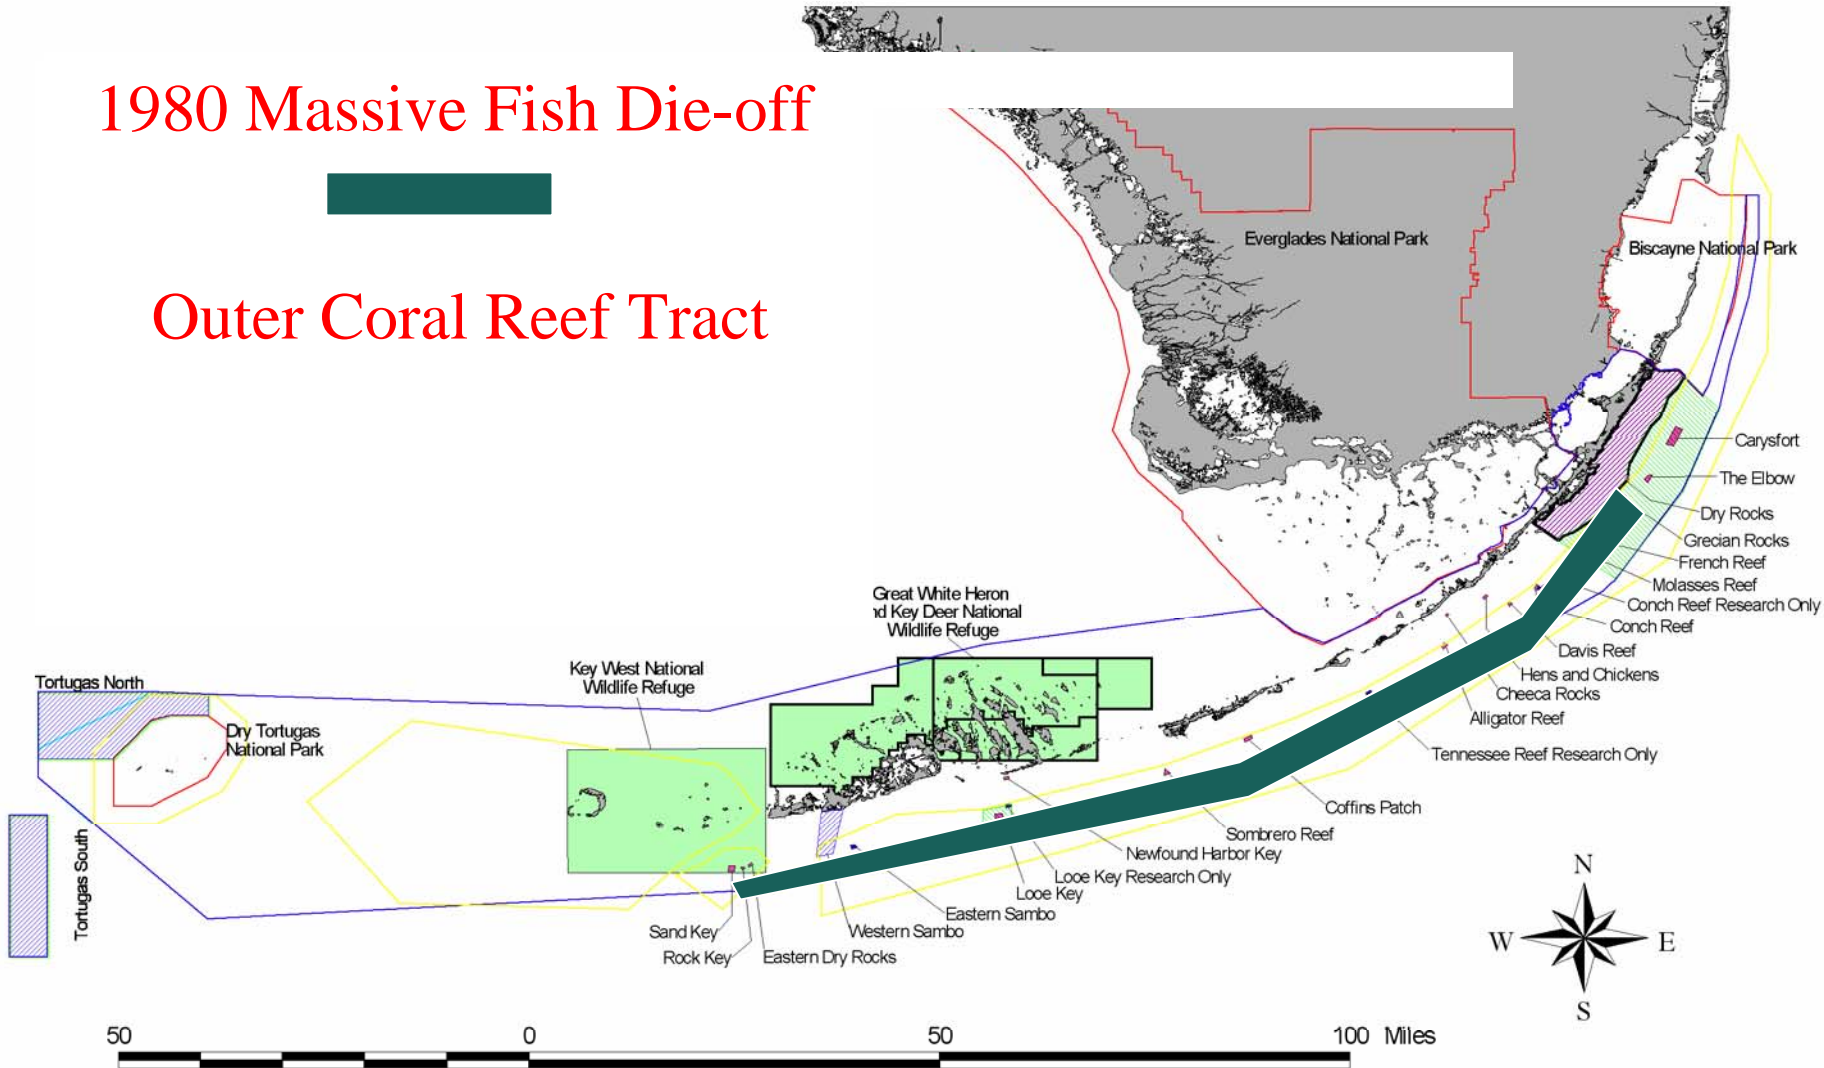 1980 Massive Fish Die-off
Outer Coral Reef Tract
Everglades National Park
Biscayne National Park
Carysfort
The Elbow
Dry Rocks
Grecian Rocks
French Reef
Molasses Reef
Conch Reef Research Only
Conch Reef
Davis Reef
Hens and Chickens
Cheeca Rocks
Alligator Reef
Tennessee Reef Research Only
Coffins Patch
Sombrero Reef
Newfound Harbor Key
Looe Key Research Only
Looe Key
Eastern Sambo
Western Sambo
Eastern Dry Rocks
Rock Key
Sand Key
Great White Heron
nd Key Deer National
Wildlife Refuge
Key West National
Wildlife Refuge
Tortugas North
Dry Tortugas
National Park
Tortugas South
N
W
E
S
50 0 50 100 Miles